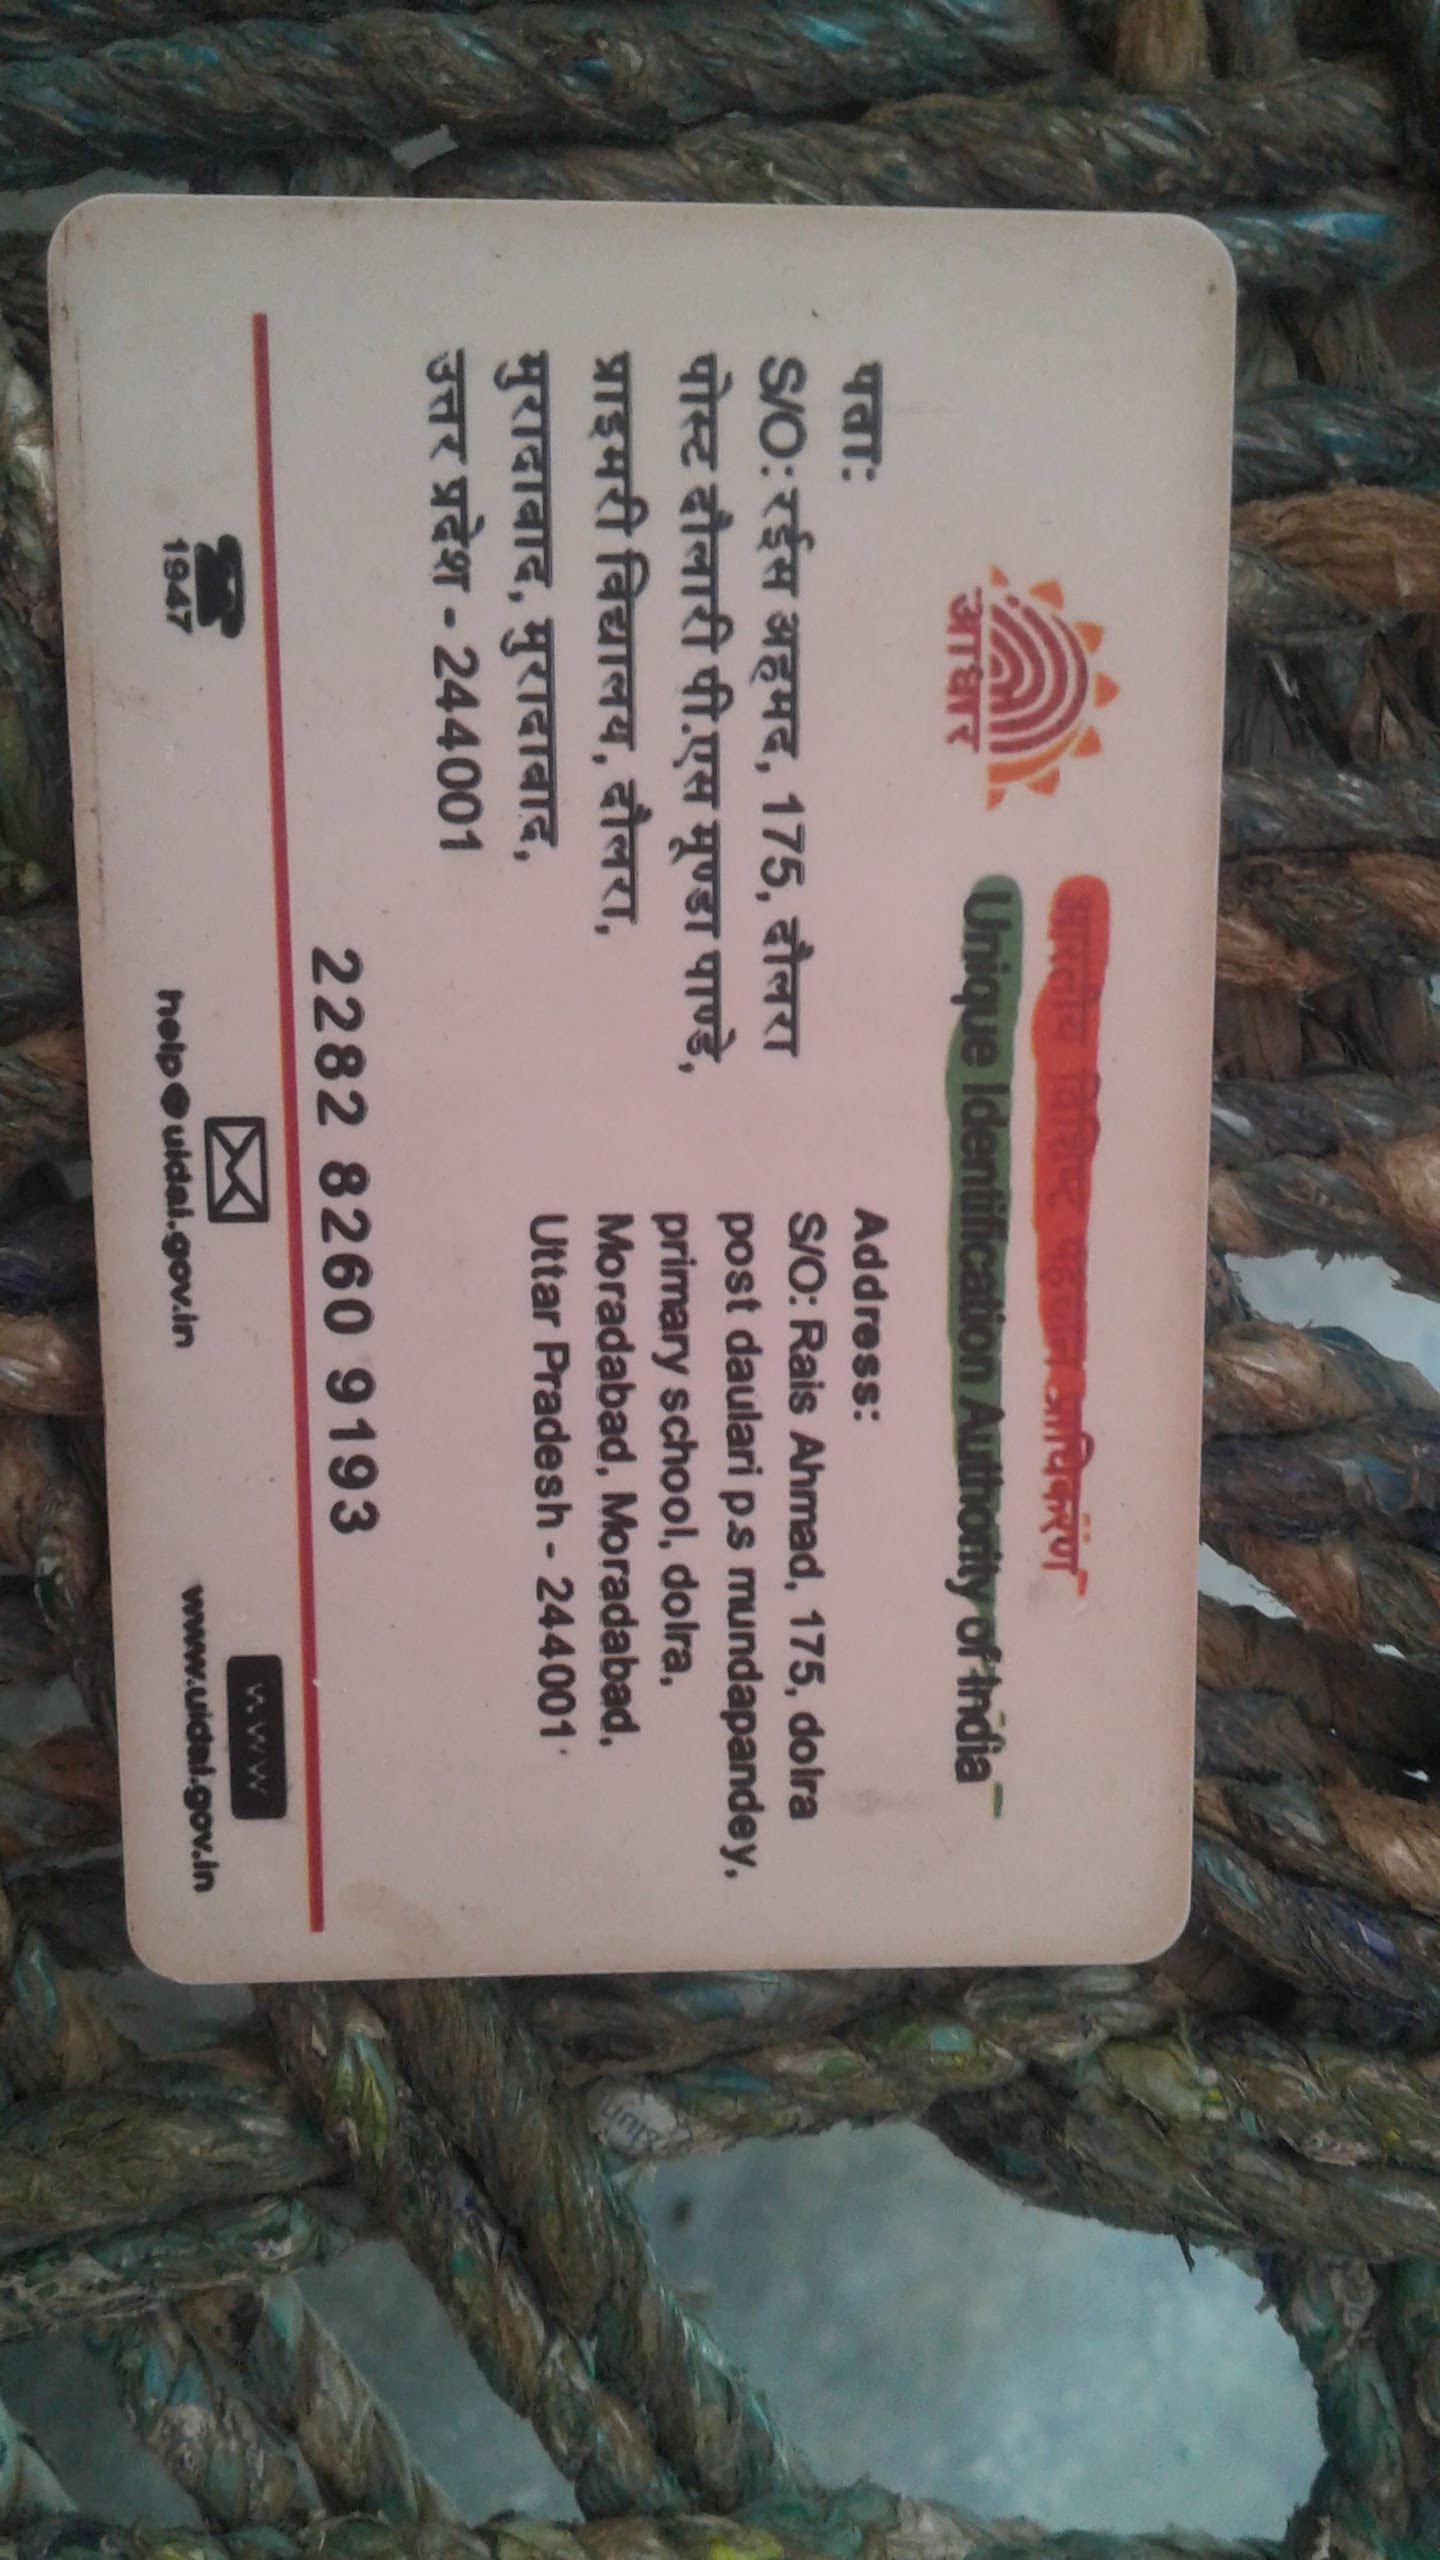 आधार
भारतीय विशिष्ट पहचान प्राधिकरण
Unique Identification Authority of India
पता:
S/O: रईस अहमद, 175, दौलरा
पोस्ट दौलारी पी.एस मूण्डा पाण्डे,
प्राइमरी विद्यालय, दौलरा,
मुरादाबाद, मुरादाबाद,
उत्तर प्रदेश - 244001
Address:
S/O: Rais Ahmad, 175, dolra
post daulari p s mundapandey,
primary school, dolra,
Moradabad, Moradabad,
Uttar Pradesh - 244001
2282 8260 9193
1947
help@uidai.gov.in
www
www.uidai.gov.in